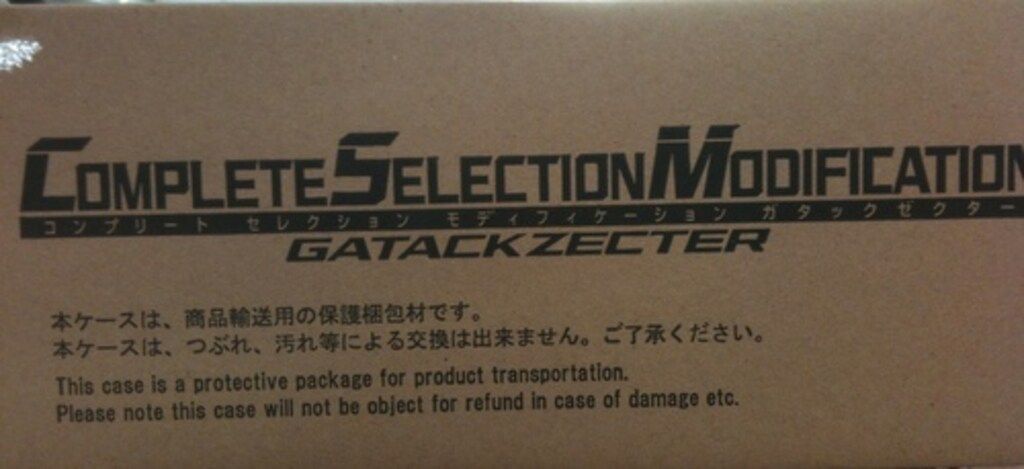 COMPLETE SELECTION MODIFICATION
コンプリート セレクション モディフィケーション ガタックゼクター
GATACKZECTER
本ケースは、商品輸送用の保護梱包材です。
本ケースは、つぶれ、汚れ等による交換は出来ません。ご了承ください。
This case is a protective package for product transportation.
Please note this case will not be object for refund in case of damage etc.